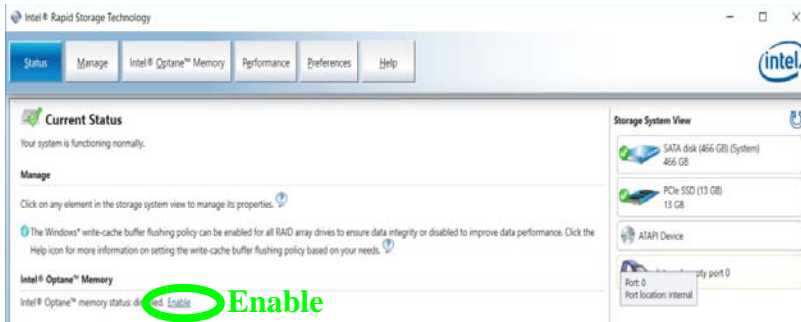 Intel® Rapid Storage Technology
Status
Manage
Intel® Optane™ Memory
Performance
Preferences
Help
intel
Current Status
Your system is functioning normally.
Manage
Click on any element in the storage system view to manage its properties.
The Windows* write-cache buffer flushing policy can be enabled for all RAID array drives to ensure data integrity or disabled to improve data performance. Click the
Help icon for more information on setting the write-cache buffer flushing policy based on your needs.
Intel® Optane™ Memory
Intel® Optane™ memory status: Enable
Enable
Storage System View
SATA disk (466 GB) (System)
466 GB
PCIe SSD (13 GB)
13 GB
ATAPI Device
empty port 0
Port: 0
Port location: internal